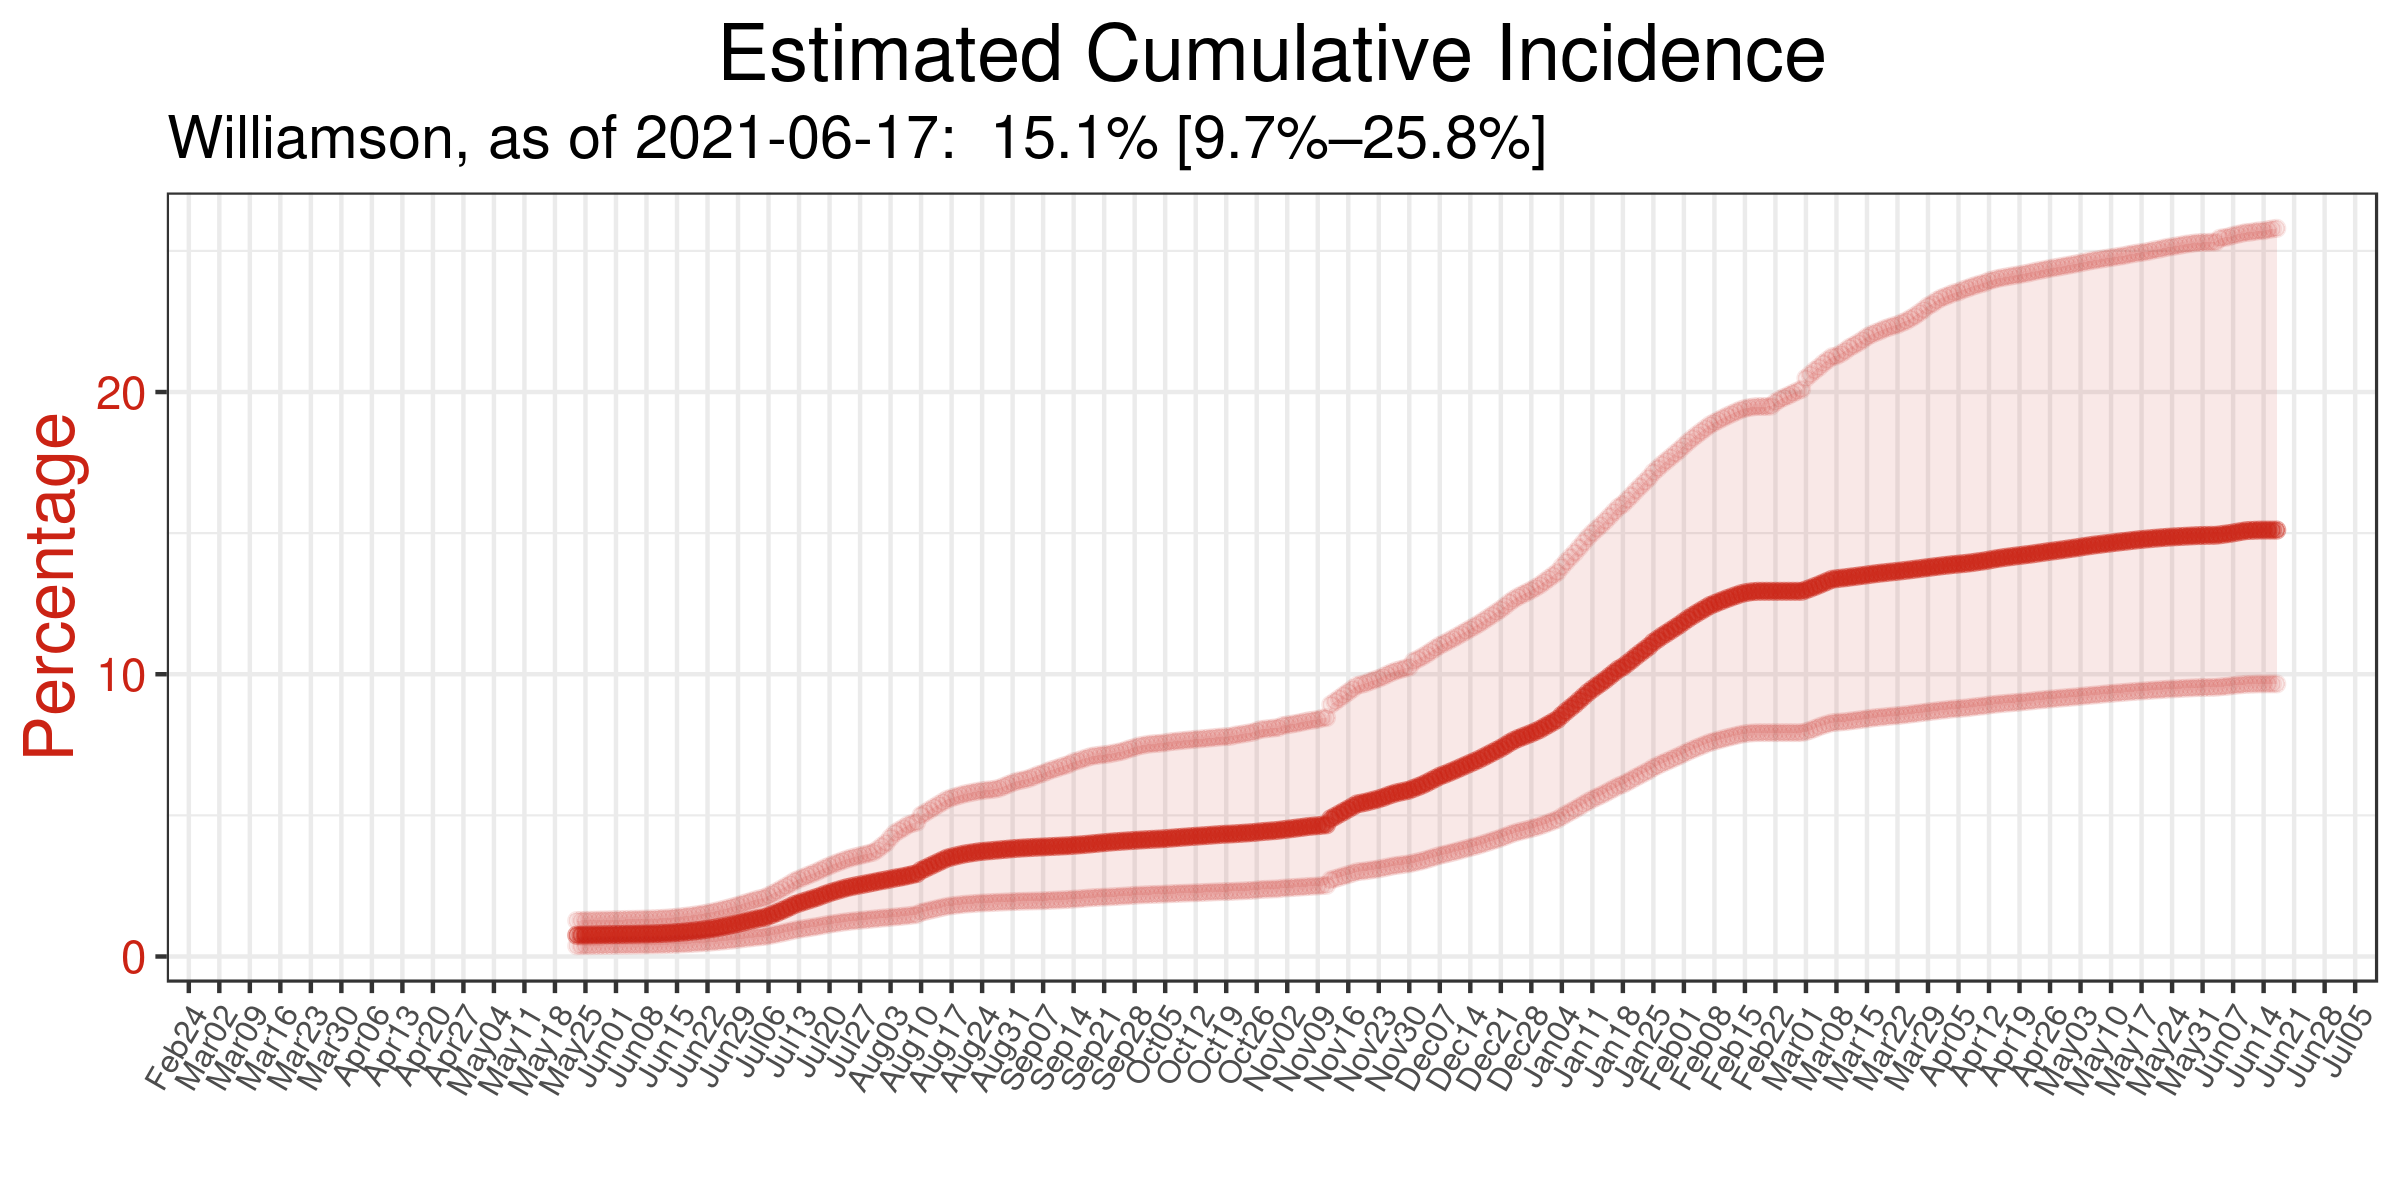 Estimated Cumulative Incidence
Williamson, as of 2021-06-17:  15.1% [9.7%–25.8%]
Percentage
20
10
0
Feb24
Mar02
Mar09
Mar16
Mar23
Mar30
Apr06
Apr13
Apr20
Apr27
May04
May11
May18
May25
Jun01
Jun08
Jun15
Jun22
Jun29
Jul06
Jul13
Jul20
Jul27
Aug03
Aug10
Aug17
Aug24
Aug31
Sep07
Sep14
Sep21
Sep28
Oct05
Oct12
Oct19
Oct26
Nov02
Nov09
Nov16
Nov23
Nov30
Dec07
Dec14
Dec21
Dec28
Jan04
Jan11
Jan18
Jan25
Feb01
Feb08
Feb15
Feb22
Mar01
Mar08
Mar15
Mar22
Mar29
Apr05
Apr12
Apr19
Apr26
May03
May10
May17
May24
May31
Jun07
Jun14
Jun21
Jun28
Jul05